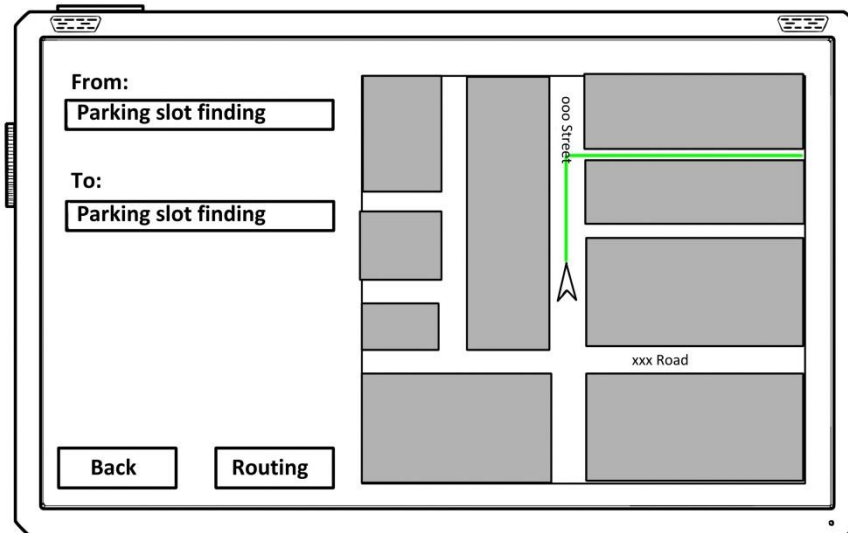 From:
Parking slot finding
To:
Parking slot finding
Back
Routing
ooo Street
xxx Road